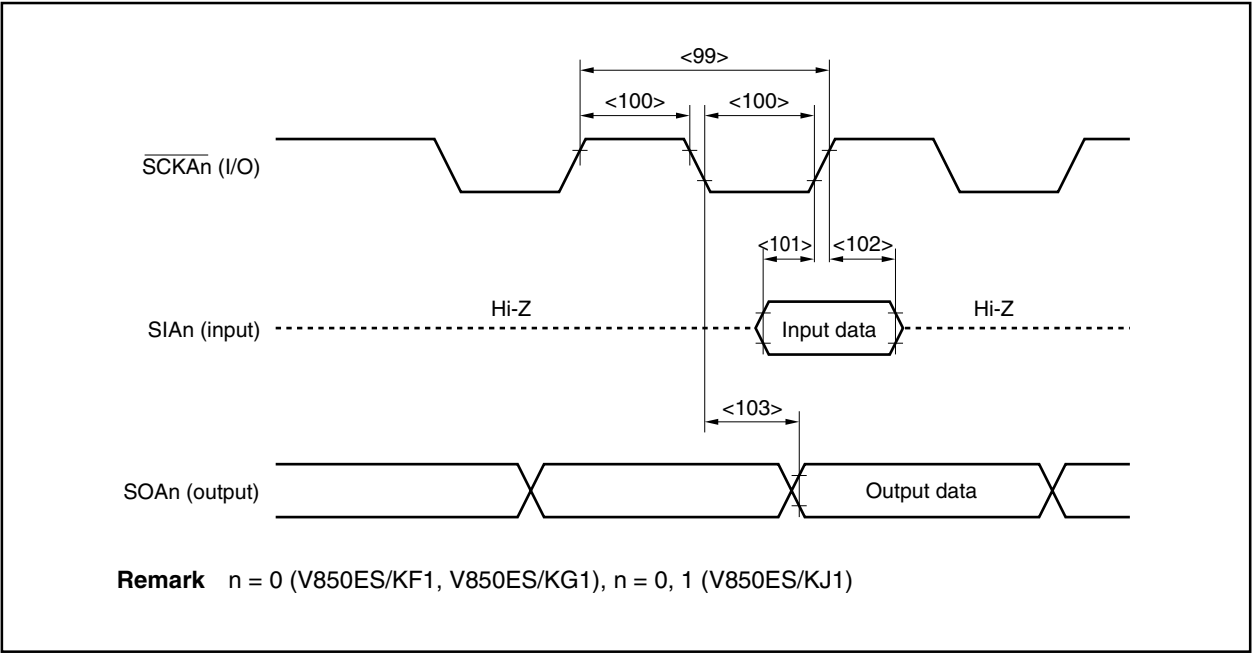 <99>
<100> <100>
SCKAn (I/O)
<101> <102>
Hi-Z Hi-Z
SIAn (input) Input data
<103>
SOAn (output) Output data
Remark n = 0 (V850ES/KF1, V850ES/KG1), n = 0, 1 (V850ES/KJ1)